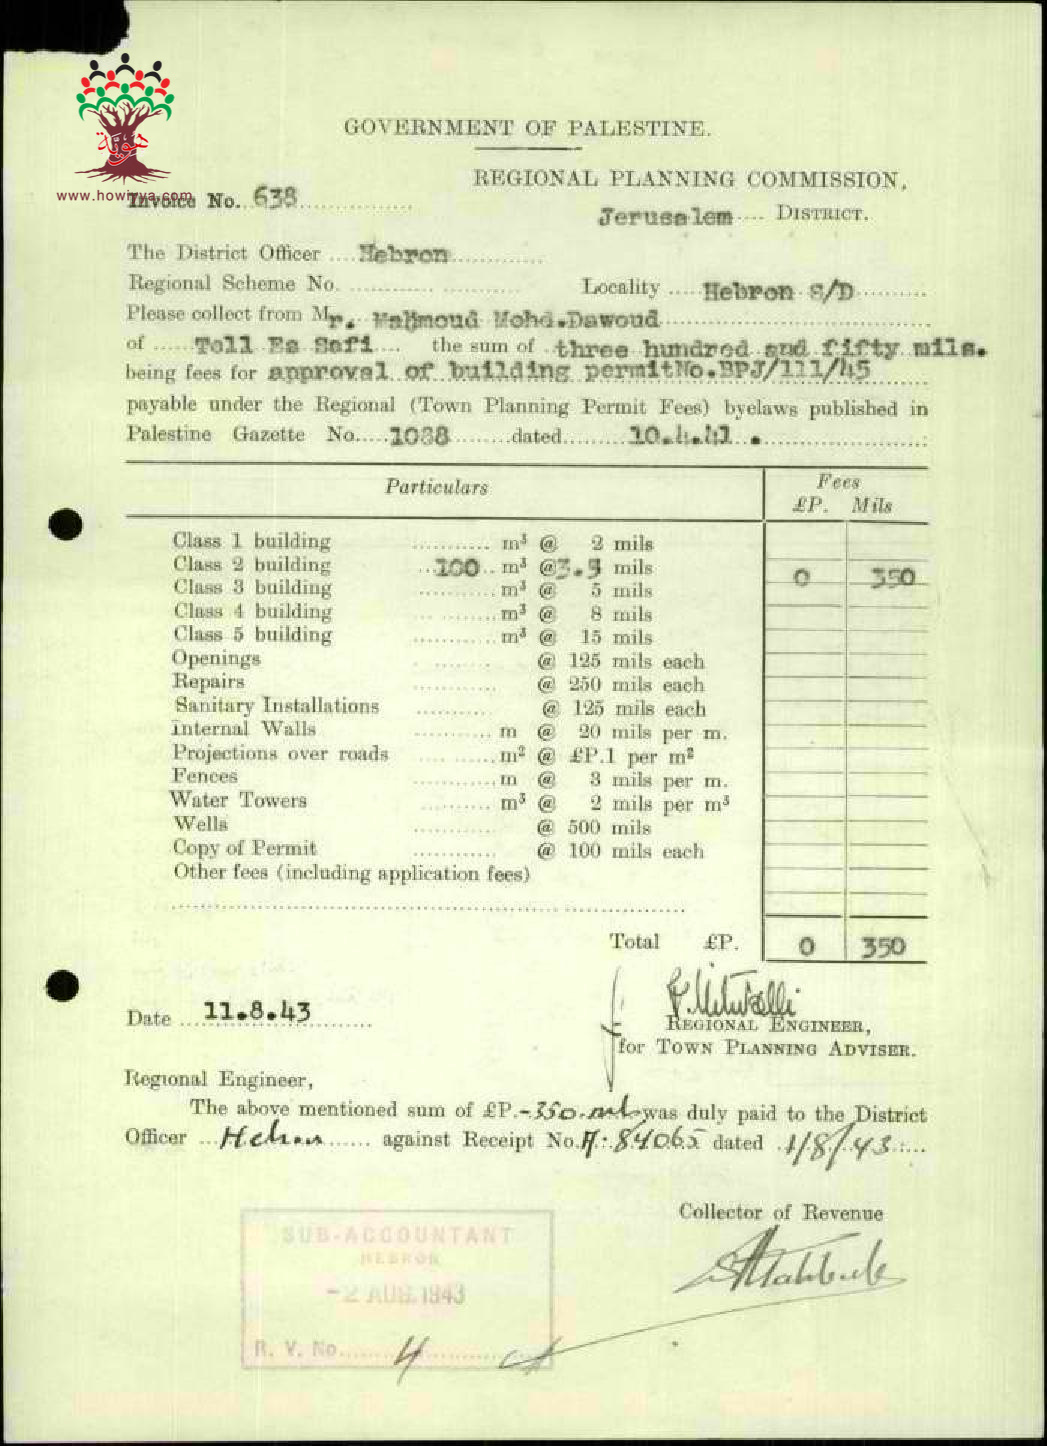 هوية
www.howiyya.com
GOVERNMENT OF PALESTINE.
REGIONAL PLANNING COMMISSION,
Invoice No. 638
Jerusalem DISTRICT.
The District Officer Hebron
Regional Scheme No. Locality Hebron S/D
Please collect from Mr. Mahmoud Mohd.Dawoud
of Tell Es Safi the sum of three hundred and fifty mils.
being fees for approval of building permitNo.BPJ/111/45
payable under the Regional (Town Planning Permit Fees) byelaws published in
Palestine Gazette No. 1088 dated 10.4.41.
Particulars Fees
£P. Mils
Class 1 building m³ @ 2 mils
Class 2 building 100 m³ @ 3.5 mils 0 350
Class 3 building m³ @ 5 mils
Class 4 building m³ @ 8 mils
Class 5 building m³ @ 15 mils
Openings @ 125 mils each
Repairs @ 250 mils each
Sanitary Installations @ 125 mils each
Internal Walls m @ 20 mils per m.
Projections over roads m² @ £P.1 per m²
Fences m @ 3 mils per m.
Water Towers m³ @ 2 mils per m³
Wells @ 500 mils
Copy of Permit @ 100 mils each
Other fees (including application fees)
Total £P. 0 350
Date 11.8.43
REGIONAL ENGINEER,
for TOWN PLANNING ADVISER.
Regional Engineer,
The above mentioned sum of £P.-350 mls was duly paid to the District
Officer Hebron against Receipt No. A: 84065 dated 1/8/43
Collector of Revenue
SUB-ACCOUNTANT
HEBRON
-2 AUG. 1943
R. V. No. 4